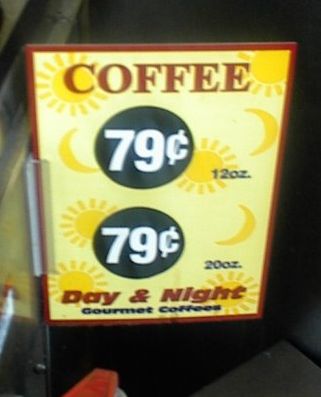 COFFEE
79¢
12oz.
79¢
20oz.
Day & Night
Gourmet Coffees